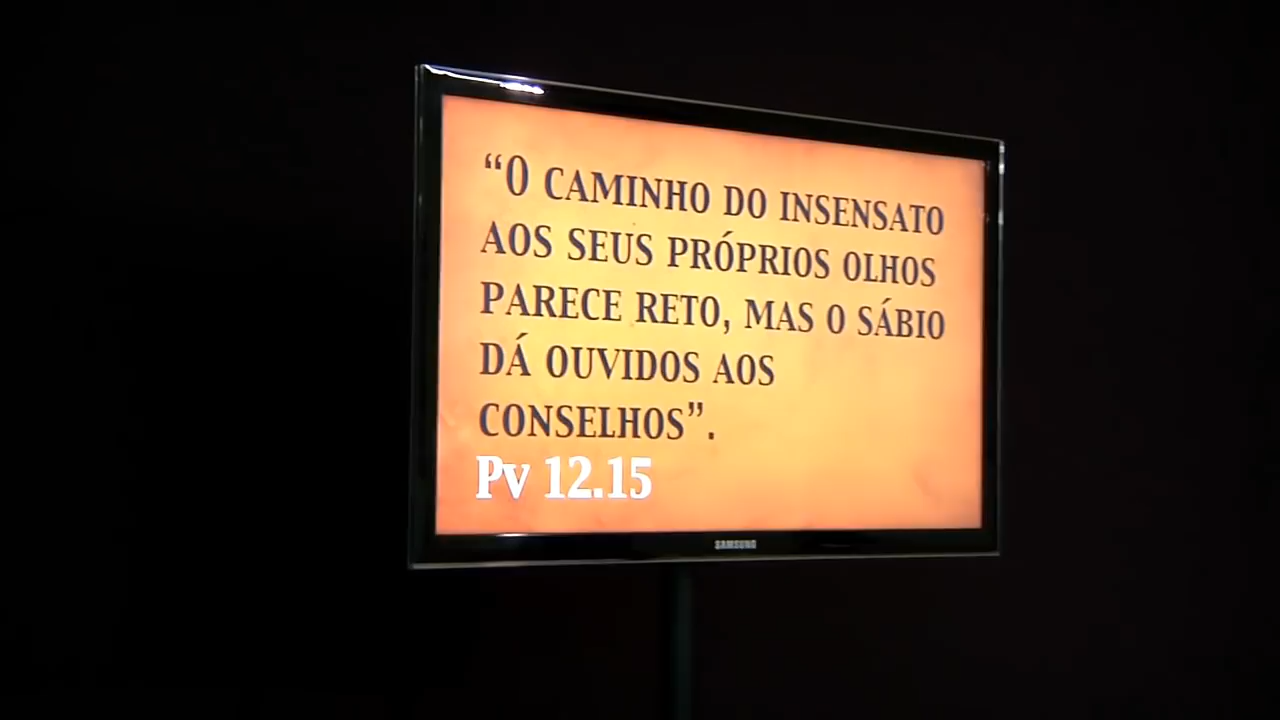 “O CAMINHO DO INSENSATO
AOS SEUS PRÓPRIOS OLHOS
PARECE RETO, MAS O SÁBIO
DÁ OUVIDOS AOS
CONSELHOS”.
Pv 12.15
SAMSUNG